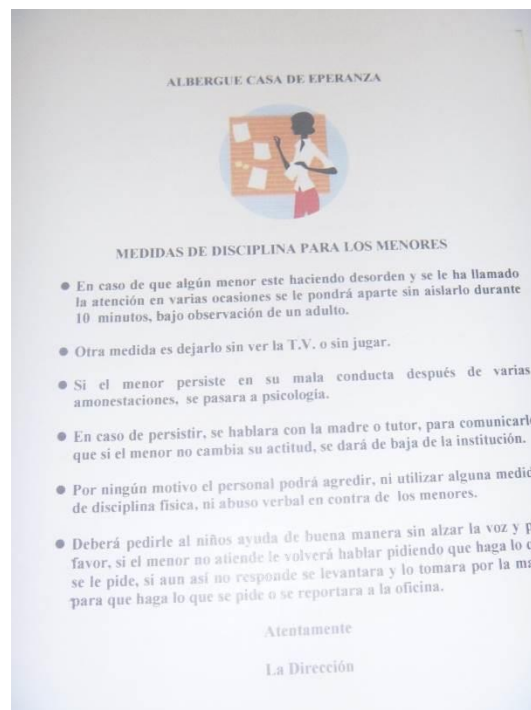 ALBERGUE CASA DE EPERANZA
MEDIDAS DE DISCIPLINA PARA LOS MENORES
● En caso de que algún menor este haciendo desorden y se le ha llamado
la atención en varias ocasiones se le pondrá aparte sin aislarlo durante
10 minutos, bajo observación de un adulto.
● Otra medida es dejarlo sin ver la T.V. o sin jugar.
● Si el menor persiste en su mala conducta después de varias
amonestaciones, se pasara a psicología.
● En caso de persistir, se hablara con la madre o tutor, para comunicarle
que si el menor no cambia su actitud, se dará de baja de la institución.
● Por ningún motivo el personal podrá agredir, ni utilizar alguna medid
de disciplina física, ni abuso verbal en contra de los menores.
● Deberá pedirle al niños ayuda de buena manera sin alzar la voz y p
favor, si el menor no atiende le volverá hablar pidiendo que haga lo
se le pide, si aun así no responde se levantara y lo tomara por la ma
para que haga lo que se pide o se reportara a la oficina.
Atentamente
La Dirección